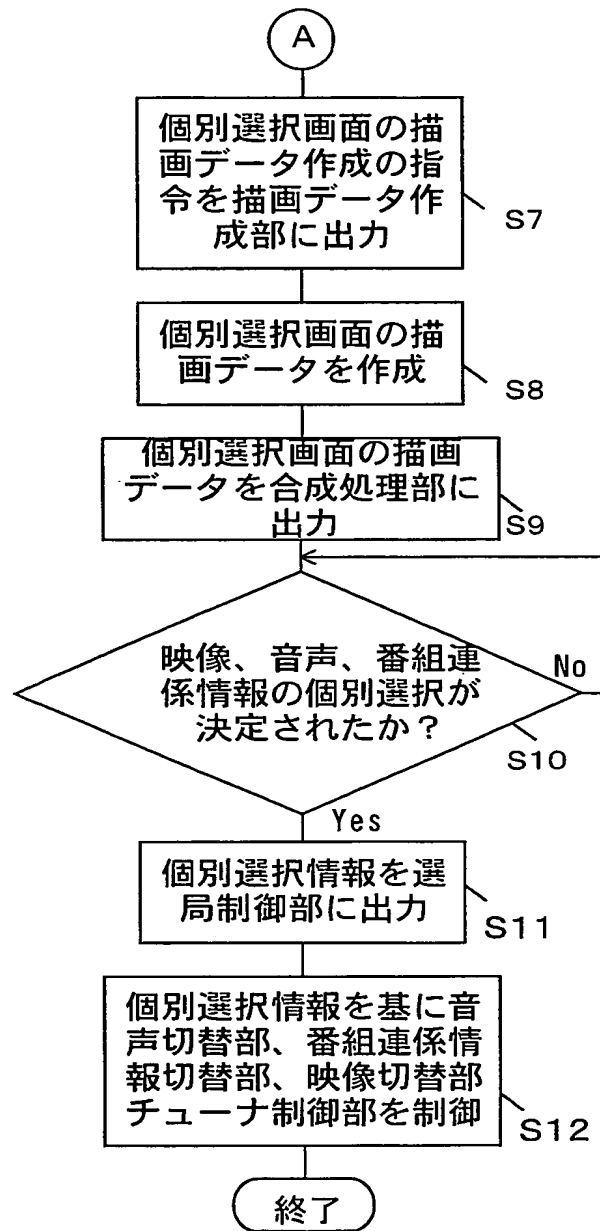 A
個別選択画面の描
画データ作成の指
令を描画データ作
成部に出力
S7
個別選択画面の描
画データを作成
S8
個別選択画面の描画
データを合成処理部に
出力
S9
映像、音声、番組連
係情報の個別選択が
決定されたか？
No
S10
Yes
個別選択情報を選
局制御部に出力
S11
個別選択情報を基に音
声切替部、番組連係情
報切替部、映像切替部
チューナ制御部を制御
S12
終了